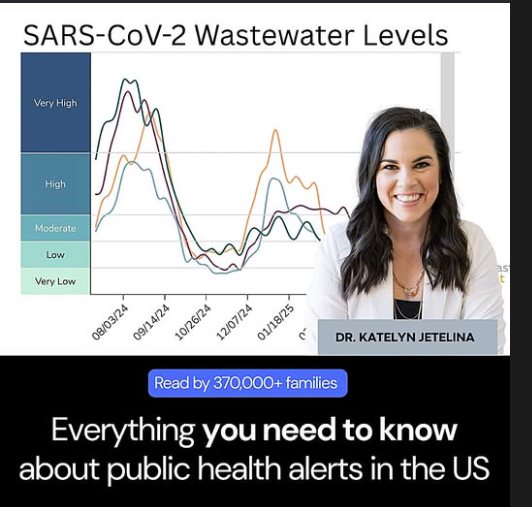 SARS-CoV-2 Wastewater Levels
Very High
High
Moderate
Low
Very Low
08/03/24
09/14/24
10/26/24
12/07/24
01/18/25
DR. KATELYN JETELINA
Read by 370,000+ families
Everything you need to know
about public health alerts in the US